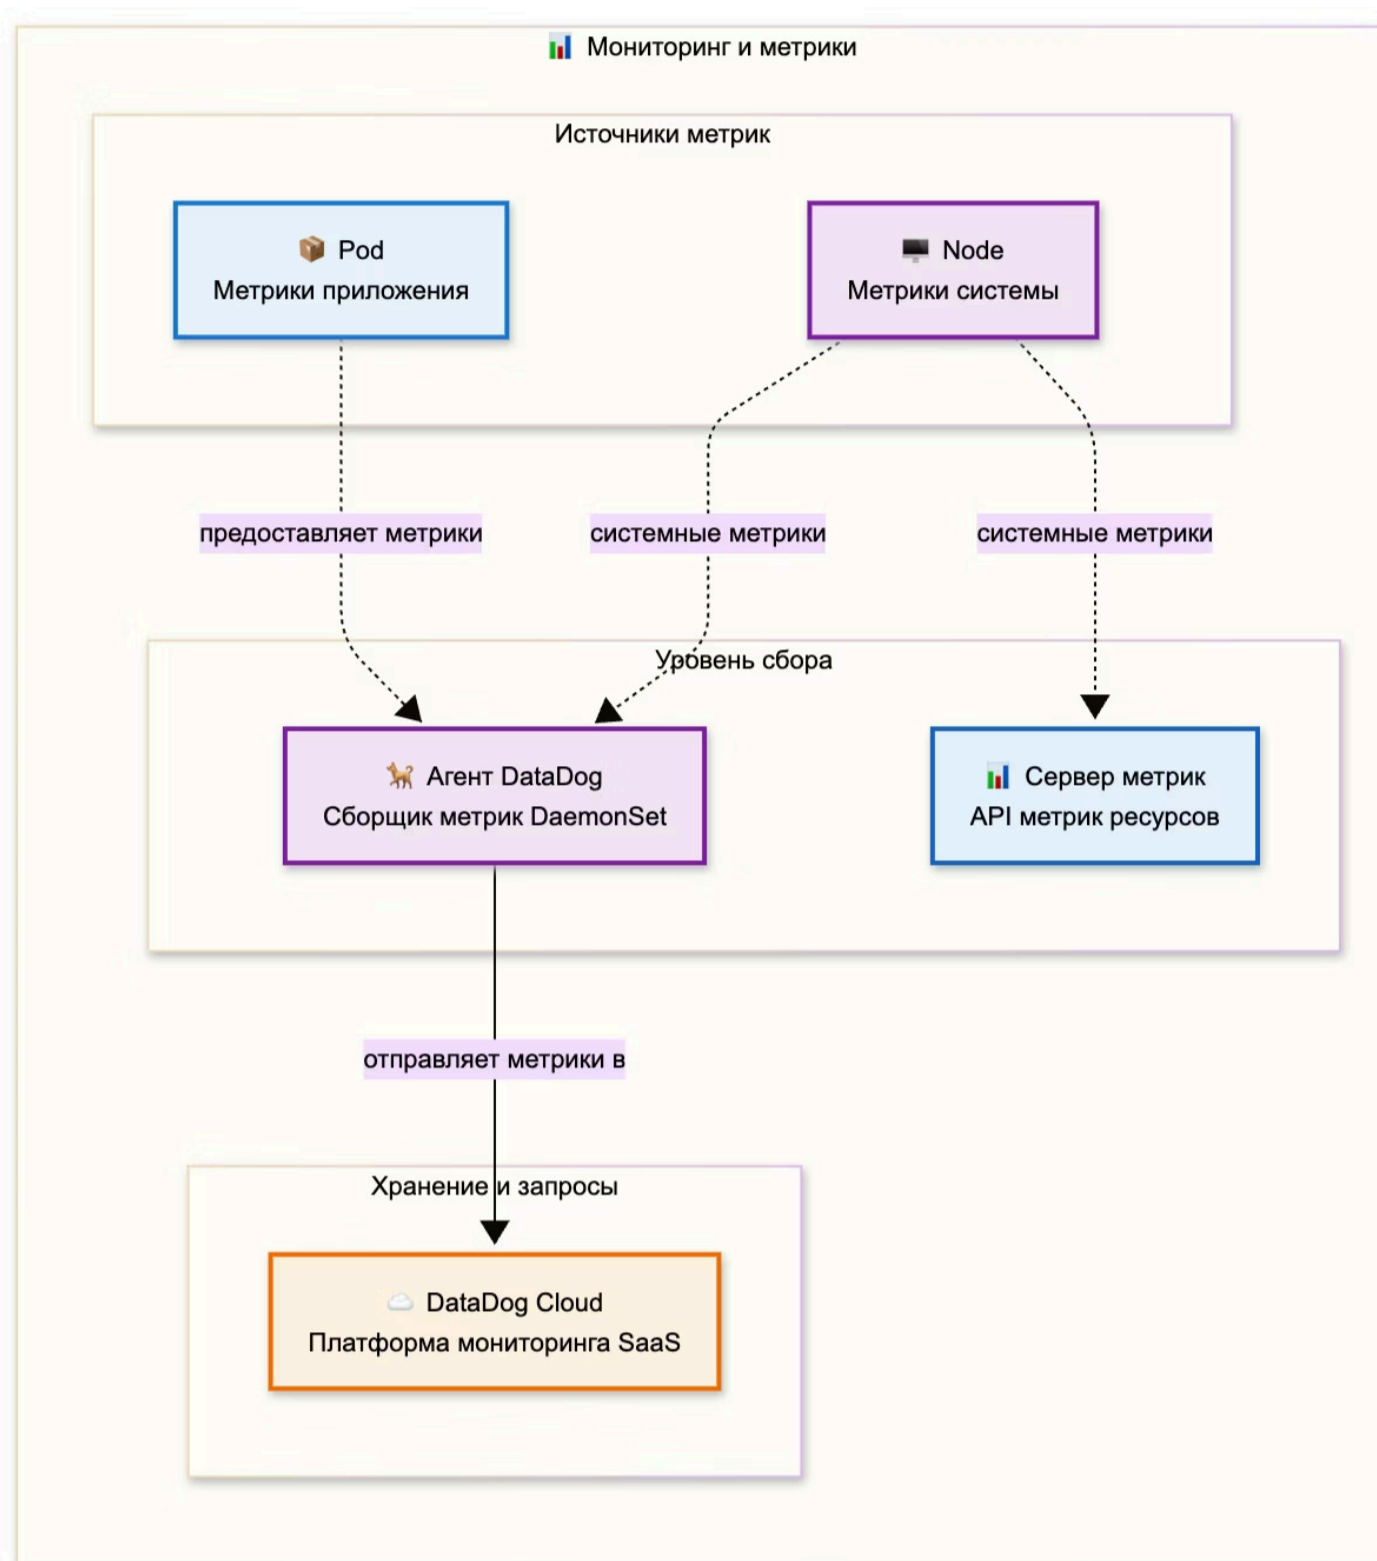 📊 Мониторинг и метрики
Источники метрик
📦 Pod
Метрики приложения
🖥️ Node
Метрики системы
предоставляет метрики
системные метрики
системные метрики
Уровень сбора
🐕 Агент DataDog
Сборщик метрик DaemonSet
📊 Сервер метрик
API метрик ресурсов
отправляет метрики в
Хранение и запросы
☁️ DataDog Cloud
Платформа мониторинга SaaS